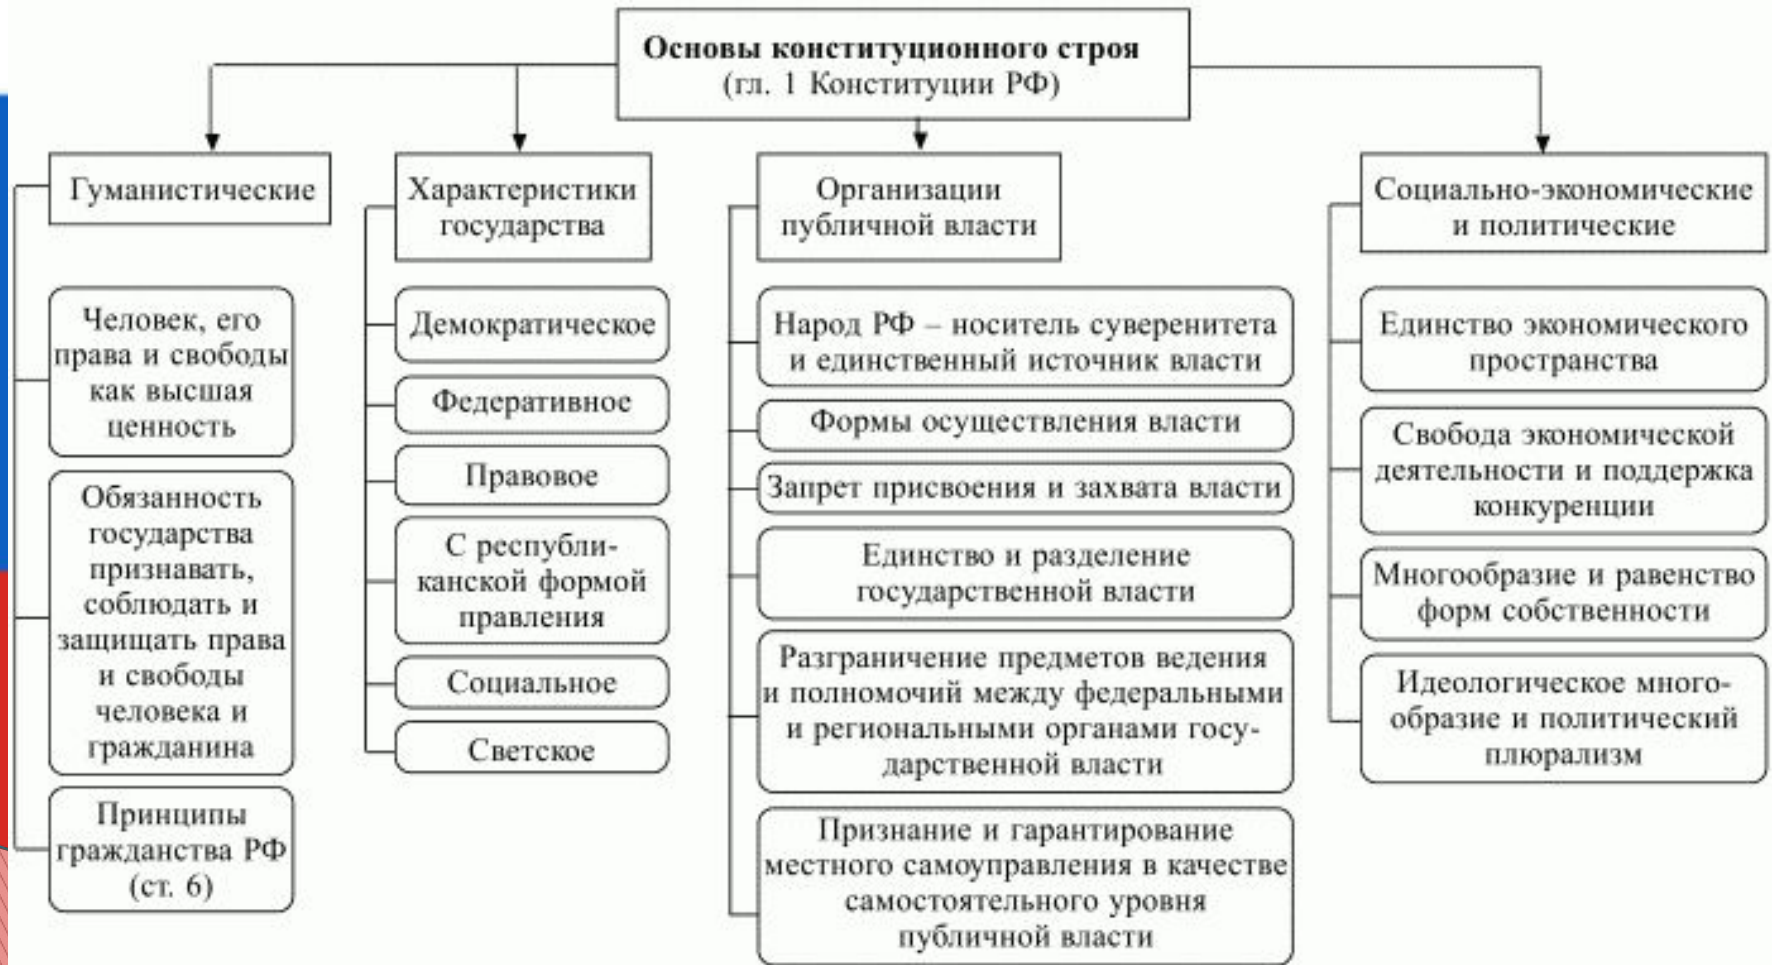 Основы конституционного строя
(гл. 1 Конституции РФ)
Гуманистические
Человек, его
права и свободы
как высшая
ценность
Обязанность
государства
признавать,
соблюдать и
защищать права
и свободы
человека и
гражданина
Принципы
гражданства РФ
(ст. 6)
Характеристики
государства
Демократическое
Федеративное
Правовое
С республи-
канской формой
правления
Социальное
Светское
Организации
публичной власти
Народ РФ – носитель суверенитета
и единственный источник власти
Формы осуществления власти
Запрет присвоения и захвата власти
Единство и разделение
государственной власти
Разграничение предметов ведения
и полномочий между федеральными
и региональными органами госу-
дарственной власти
Признание и гарантирование
местного самоуправления в качестве
самостоятельного уровня
публичной власти
Социально-экономические
и политические
Единство экономического
пространства
Свобода экономической
деятельности и поддержка
конкуренции
Многообразие и равенство
форм собственности
Идеологическое много-
образие и политический
плюрализм